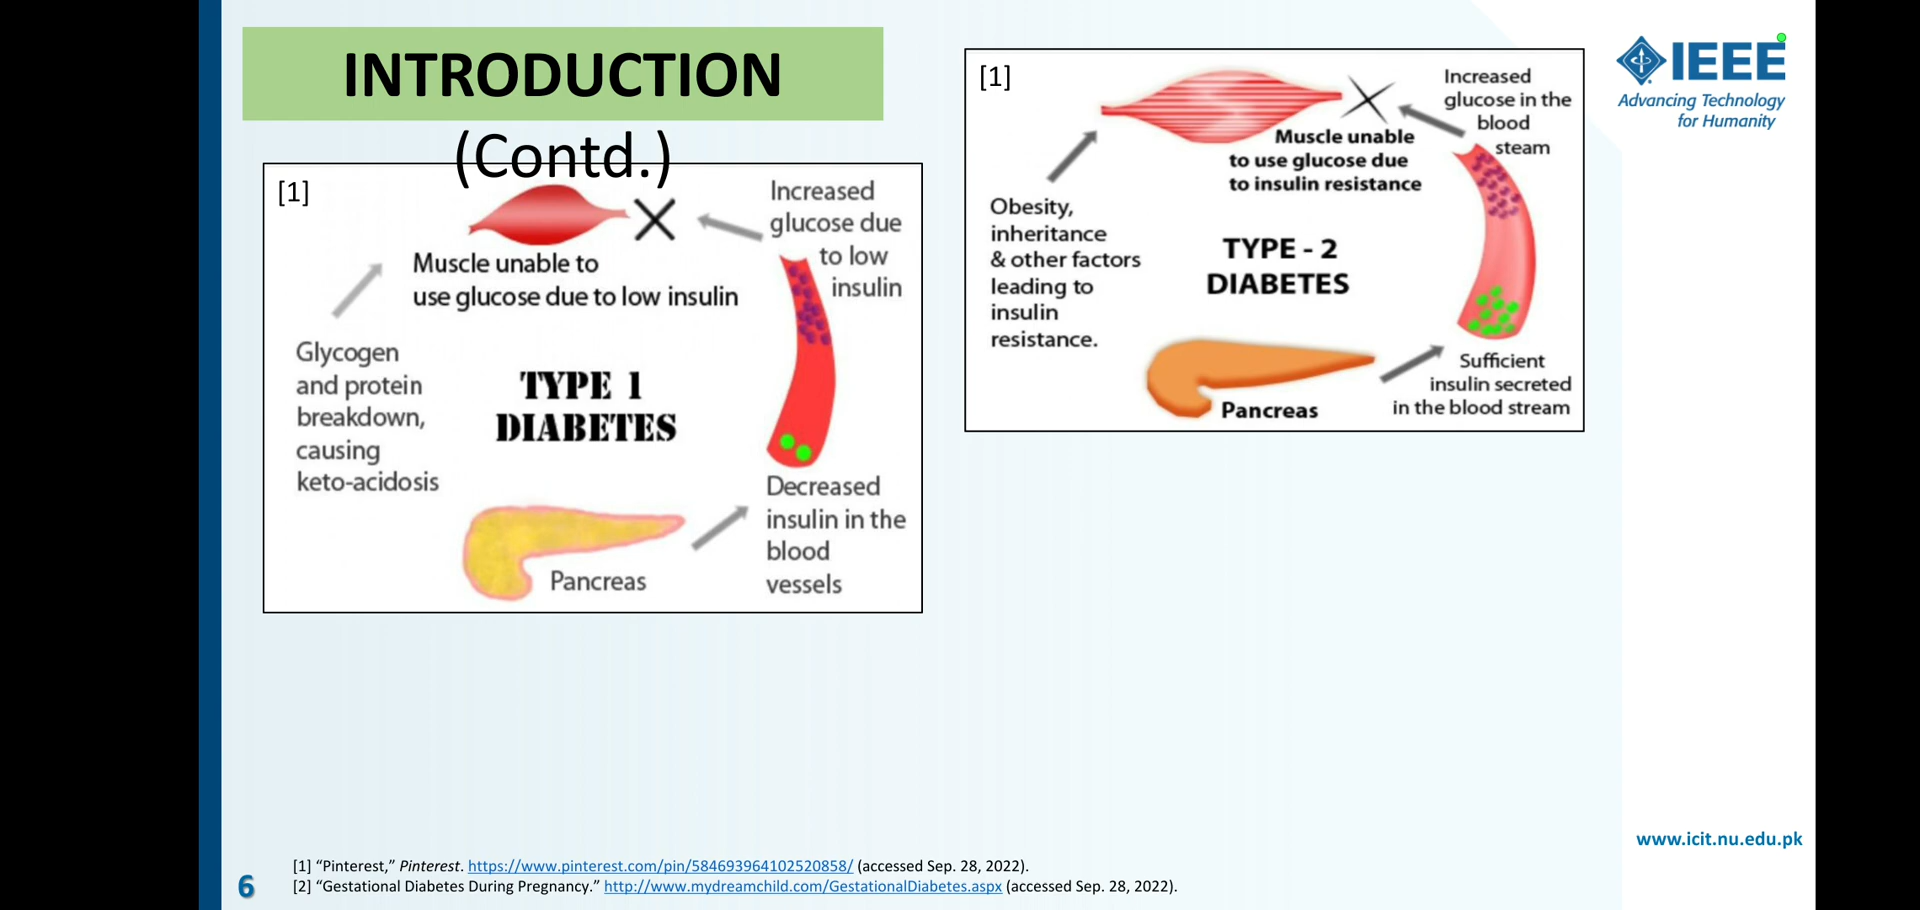 INTRODUCTION
(Contd.)
[1]
Increased
glucose due
to low
insulin
Muscle unable to
use glucose due to low insulin
Glycogen
and protein
breakdown,
causing
keto-acidosis
TYPE 1
DIABETES
Decreased
insulin in the
blood
vessels
Pancreas
[1]
Increased
glucose in the
blood
steam
Muscle unable
to use glucose due
to insulin resistance
Obesity,
inheritance
& other factors
leading to
insulin
resistance.
TYPE - 2
DIABETES
Sufficient
insulin secreted
in the blood stream
Pancreas
IEEE
Advancing Technology
for Humanity
www.icit.nu.edu.pk
[1] “Pinterest,” Pinterest. https://www.pinterest.com/pin/584693964102520858/ (accessed Sep. 28, 2022).
[2] “Gestational Diabetes During Pregnancy.” http://www.mydreamchild.com/GestationalDiabetes.aspx (accessed Sep. 28, 2022).
6